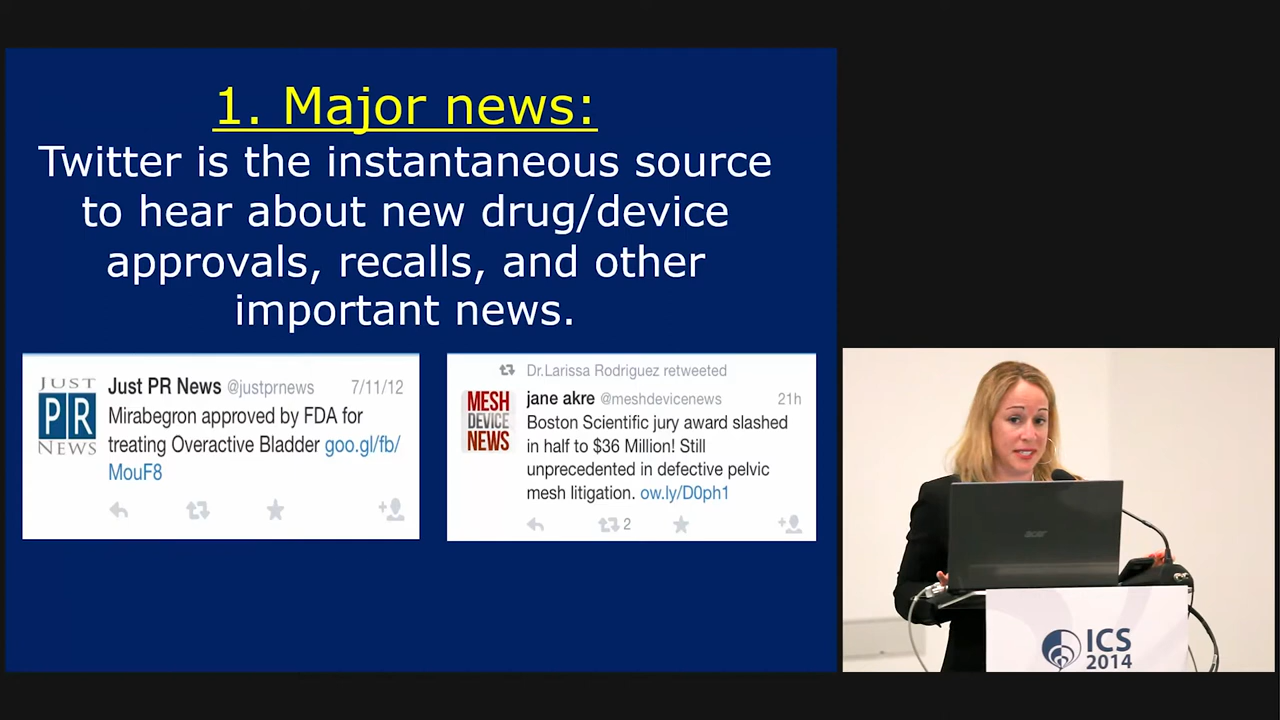 1. Major news:
Twitter is the instantaneous source
to hear about new drug/device
approvals, recalls, and other
important news.
JUST
PR
NEWS
Just PR News @justprnews 7/11/12
Mirabegron approved by FDA for
treating Overactive Bladder goo.gl/fb/
MouF8
Dr.Larissa Rodriguez retweeted
MESH
DEVICE
NEWS
jane akre @meshdevicenews 21h
Boston Scientific jury award slashed
in half to $36 Million! Still
unprecedented in defective pelvic
mesh litigation. ow.ly/D0ph1
2
acer
ICS
2014